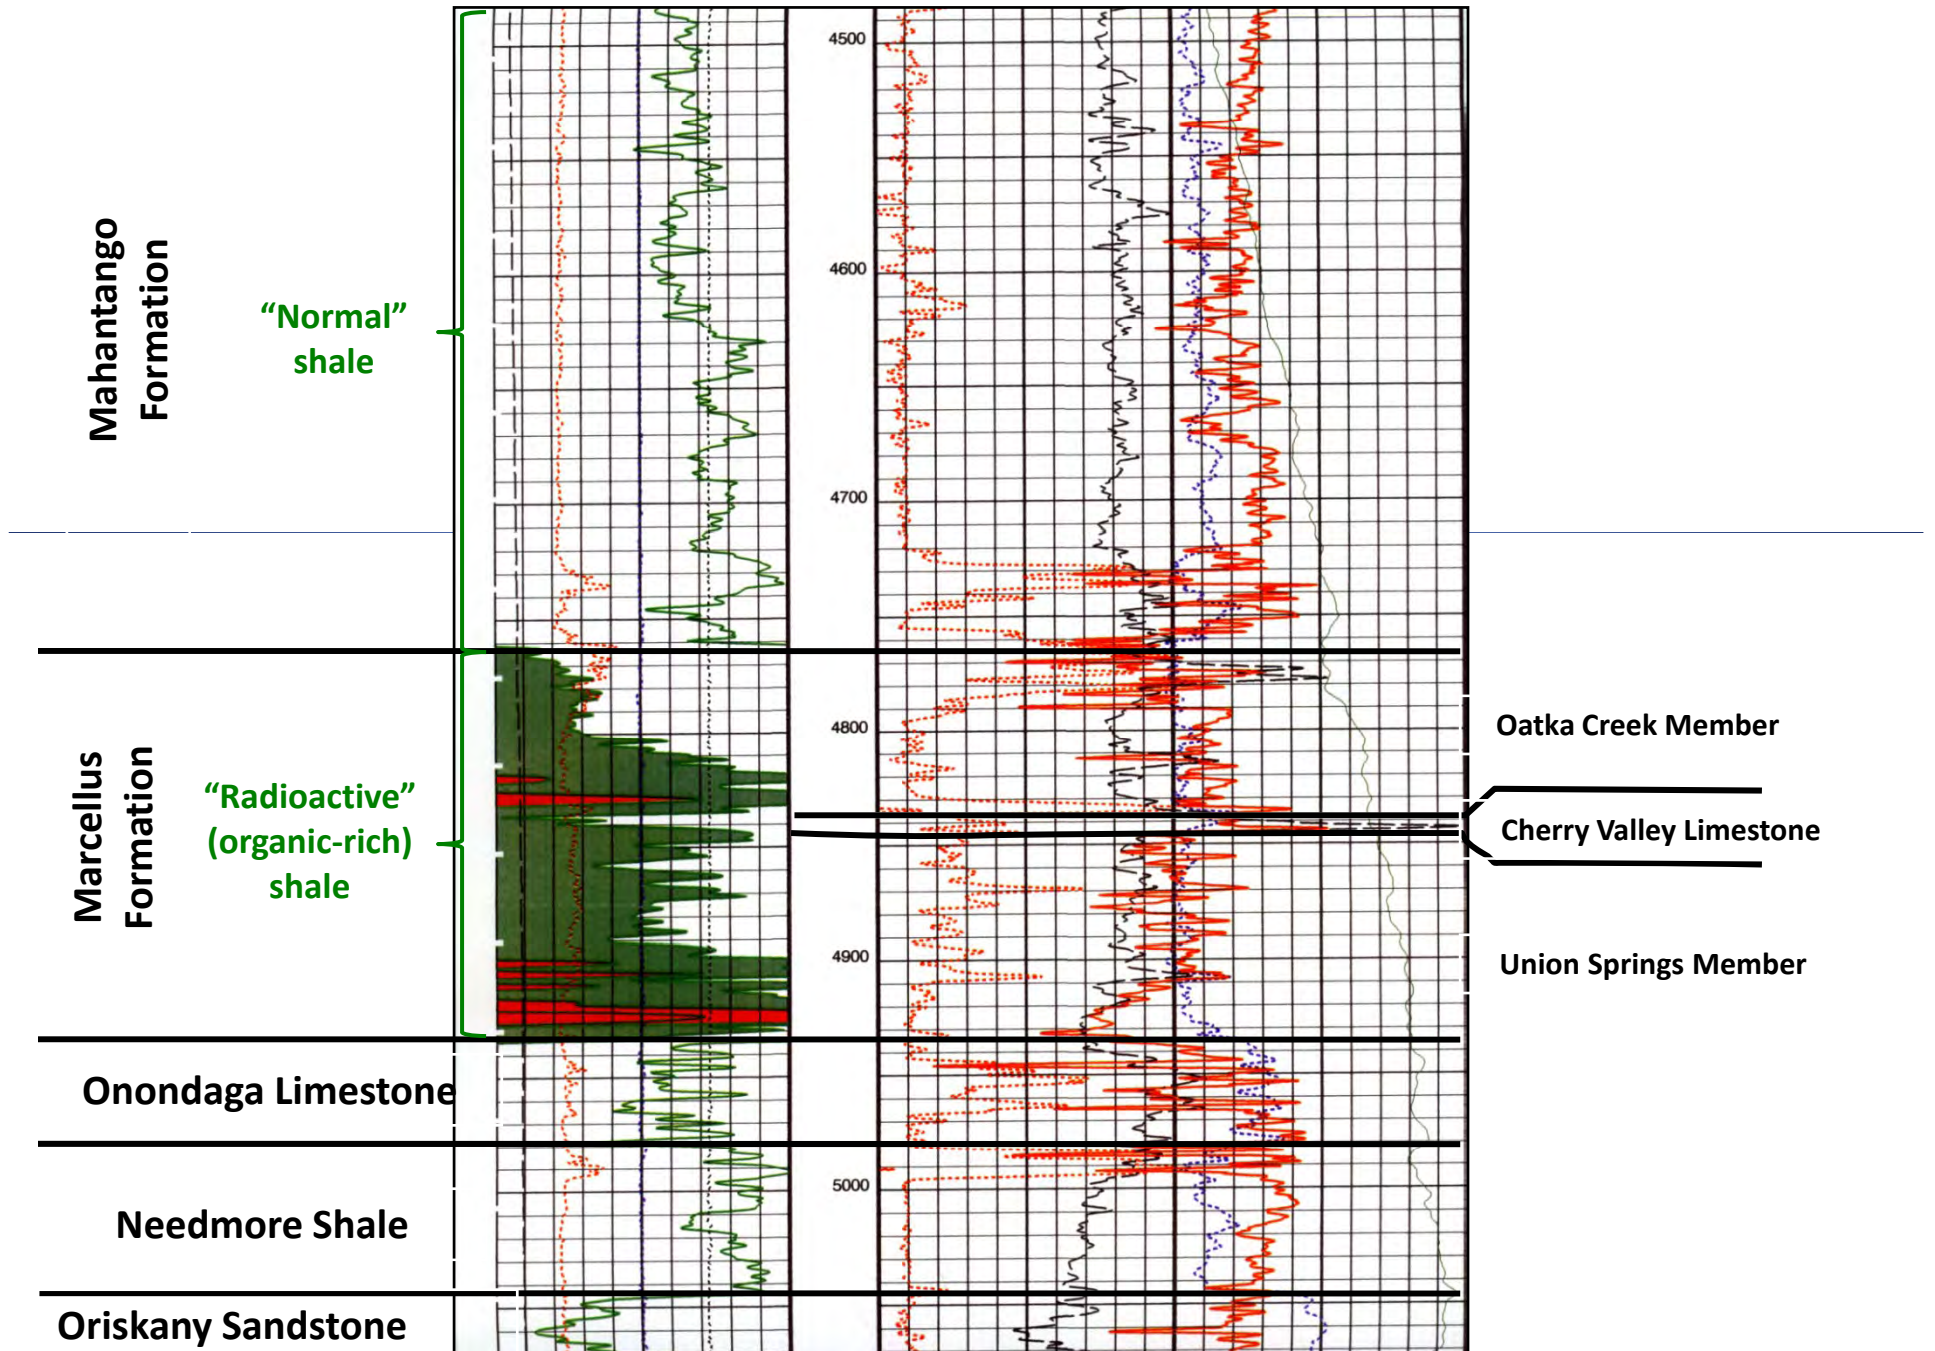 Mahantango
Formation
“Normal”
shale
4500
4600
4700
Marcellus
Formation
“Radioactive”
(organic-rich)
shale
4800
4900
Oatka Creek Member
Cherry Valley Limestone
Union Springs Member
Onondaga Limestone
Needmore Shale
5000
Oriskany Sandstone